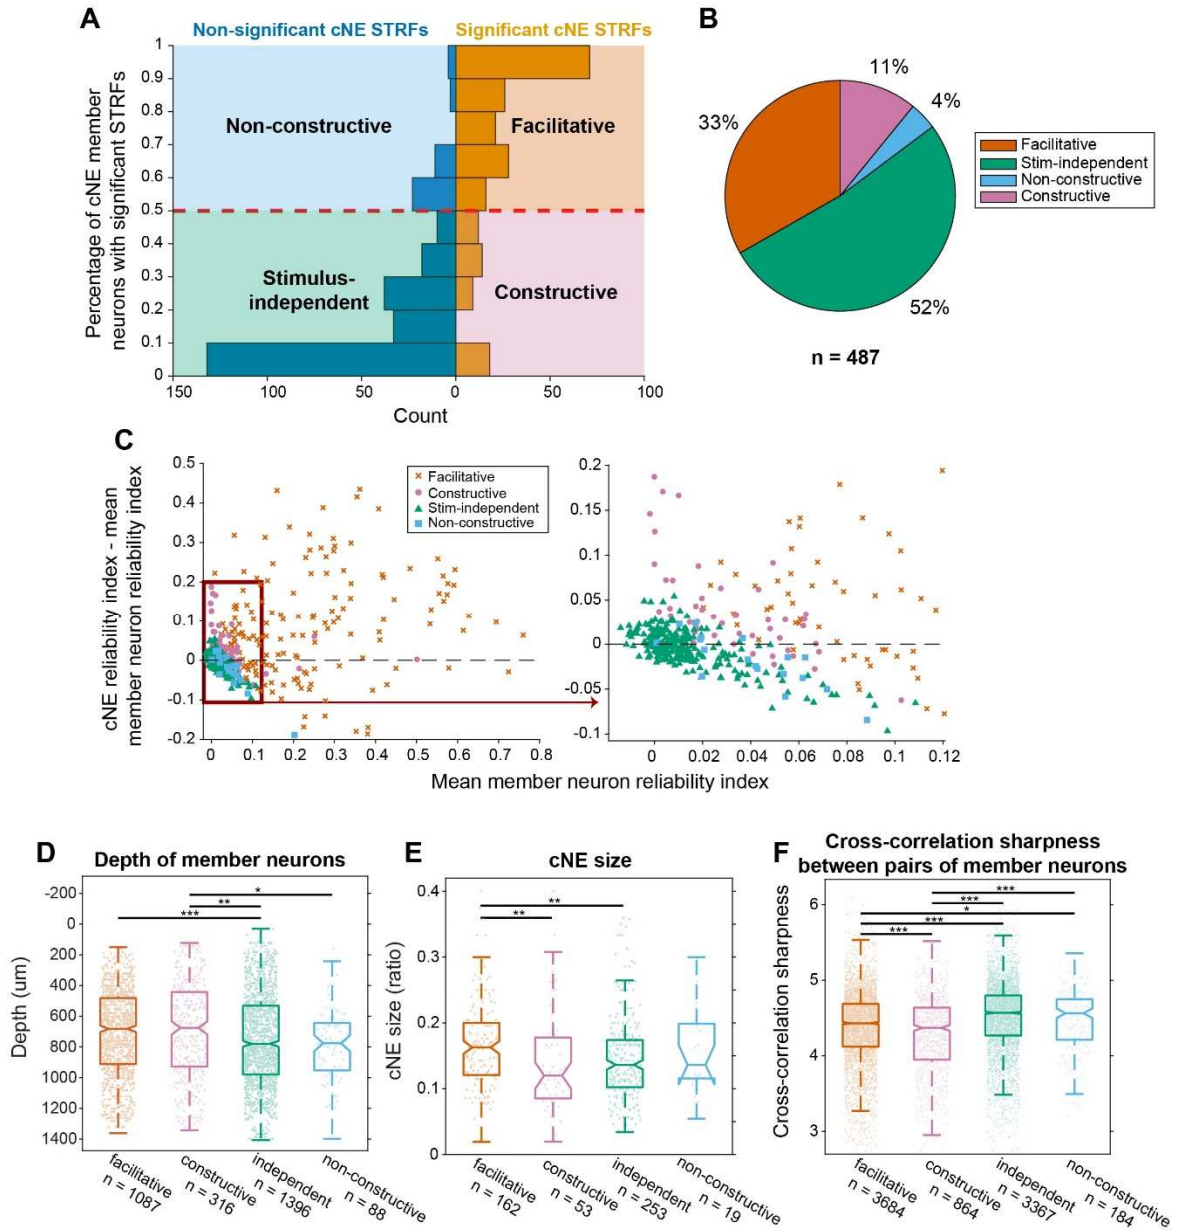 A
Non-significant cNE STRFs
Significant cNE STRFs
Percentage of cNE member
neurons with significant STRFs
1
0.9
0.8
0.7
0.6
0.5
0.4
0.3
0.2
0.1
0
Non-constructive
Facilitative
Stimulus-
independent
Constructive
150 100 50 0 50 100
Count
B
11%
4%
33%
52%
Facilitative
Stim-independent
Non-constructive
Constructive
n = 487
C
cNE reliability index - mean
member neuron reliability index
0.5
0.4
0.3
0.2
0.1
0
-0.1
-0.2
Facilitative
Constructive
Stim-independent
Non-constructive
0 0.1 0.2 0.3 0.4 0.5 0.6 0.7 0.8
0.2
0.15
0.1
0.05
0
-0.05
-0.1
0 0.02 0.04 0.06 0.08 0.1 0.12
Mean member neuron reliability index
D
Depth of member neurons
Depth (um)
-200
0
200
400
600
800
1000
1200
1400
*
**
***
facilitative
n = 1087
constructive
n = 316
independent
n = 1396
non-constructive
n = 88
E
cNE size
cNE size (ratio)
0.4
0.3
0.2
0.1
0
**
**
facilitative
n = 162
constructive
n = 53
independent
n = 253
non-constructive
n = 19
F
Cross-correlation sharpness
between pairs of member neurons
Cross-correlation sharpness
6
5
4
3
***
***
*
***
***
facilitative
n = 3684
constructive
n = 864
independent
n = 3367
non-constructive
n = 184